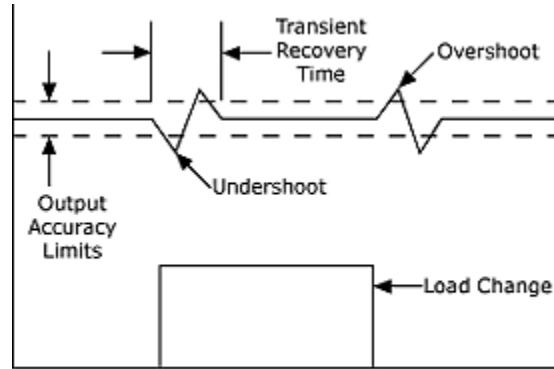 Transient
Recovery
Time
Overshoot
Undershoot
Output
Accuracy
Limits
Load Change